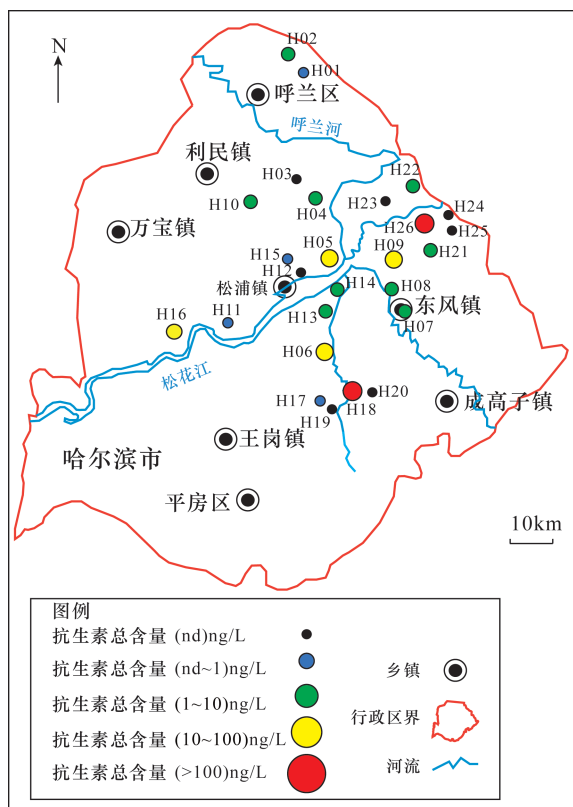 N
H02
H01
呼兰区
呼兰河
利民镇
H03
H22
H10
H04
H23
H24
H26
H25
万宝镇
H05
H09
H21
H15
H12
松浦镇
H14
H08
东风镇
H16
H11
H13
H07
松花江
H06
H17
H20
H18
H19
成高子镇
王岗镇
哈尔滨市
平房区
10km
图例
抗生素总含量 (nd)ng/L
抗生素总含量 (nd~1)ng/L
抗生素总含量 (1~10)ng/L
抗生素总含量 (10~100)ng/L
抗生素总含量 (>100)ng/L
乡镇
行政区界
河流